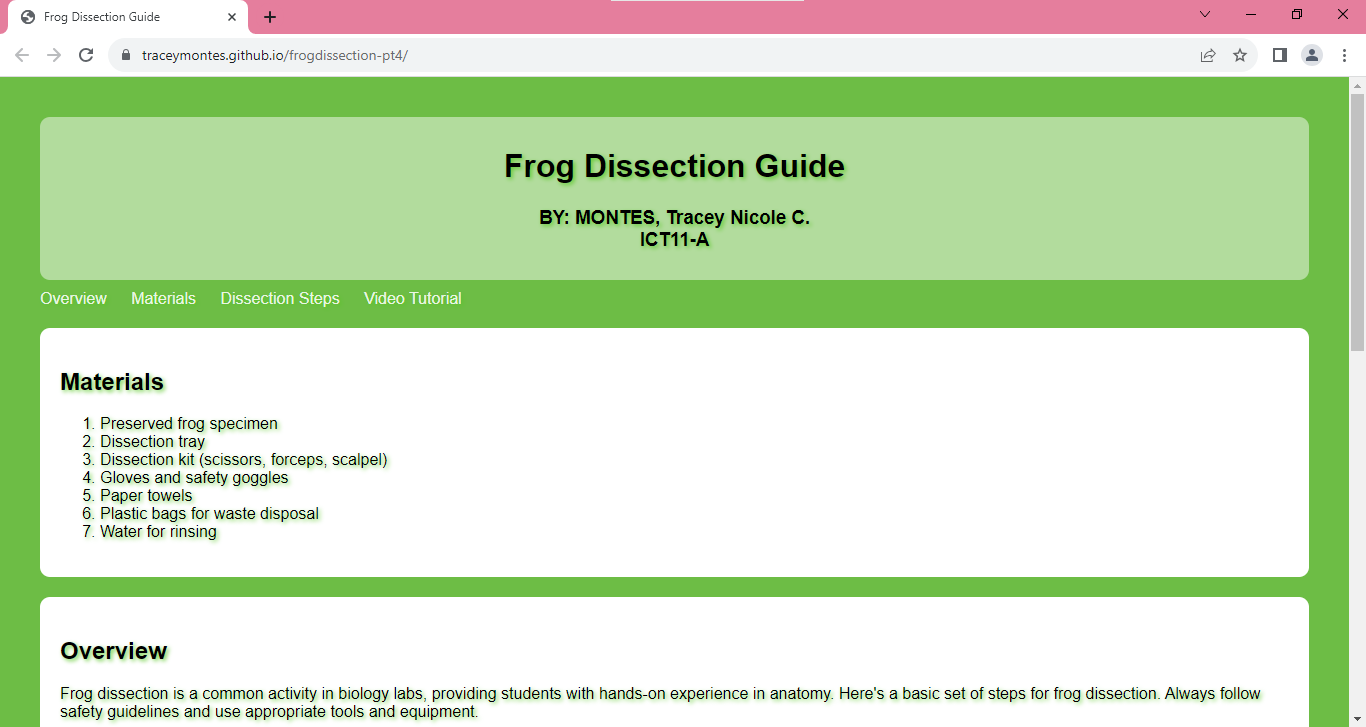 Frog Dissection Guide
traceymontes.github.io/frogdissection-pt4/
Frog Dissection Guide
BY: MONTES, Tracey Nicole C.
ICT11-A
Overview Materials Dissection Steps Video Tutorial
Materials
1. Preserved frog specimen
2. Dissection tray
3. Dissection kit (scissors, forceps, scalpel)
4. Gloves and safety goggles
5. Paper towels
6. Plastic bags for waste disposal
7. Water for rinsing
Overview
Frog dissection is a common activity in biology labs, providing students with hands-on experience in anatomy. Here's a basic set of steps for frog dissection. Always follow
safety guidelines and use appropriate tools and equipment.